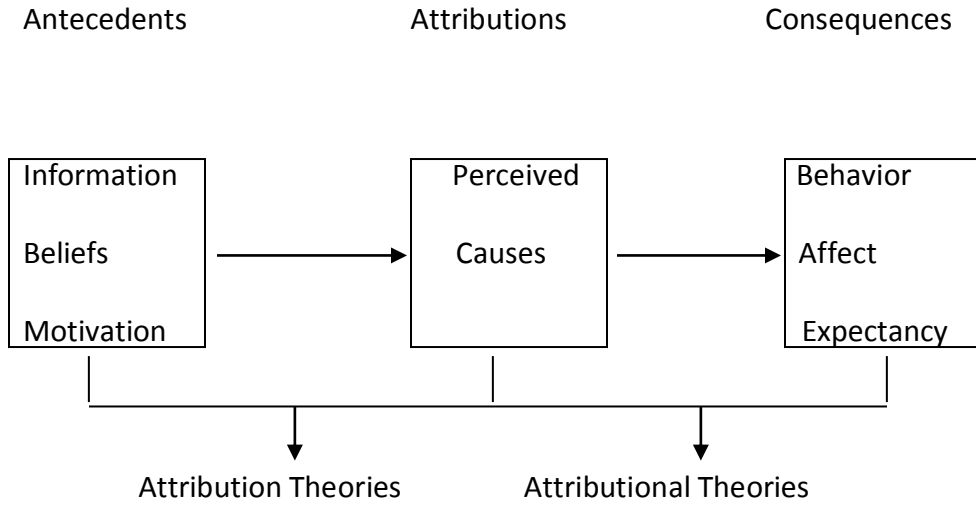 Antecedents Attributions Consequences
Information Perceived Behavior
Beliefs Causes Affect
Motivation Expectancy
Attribution Theories Attributional Theories